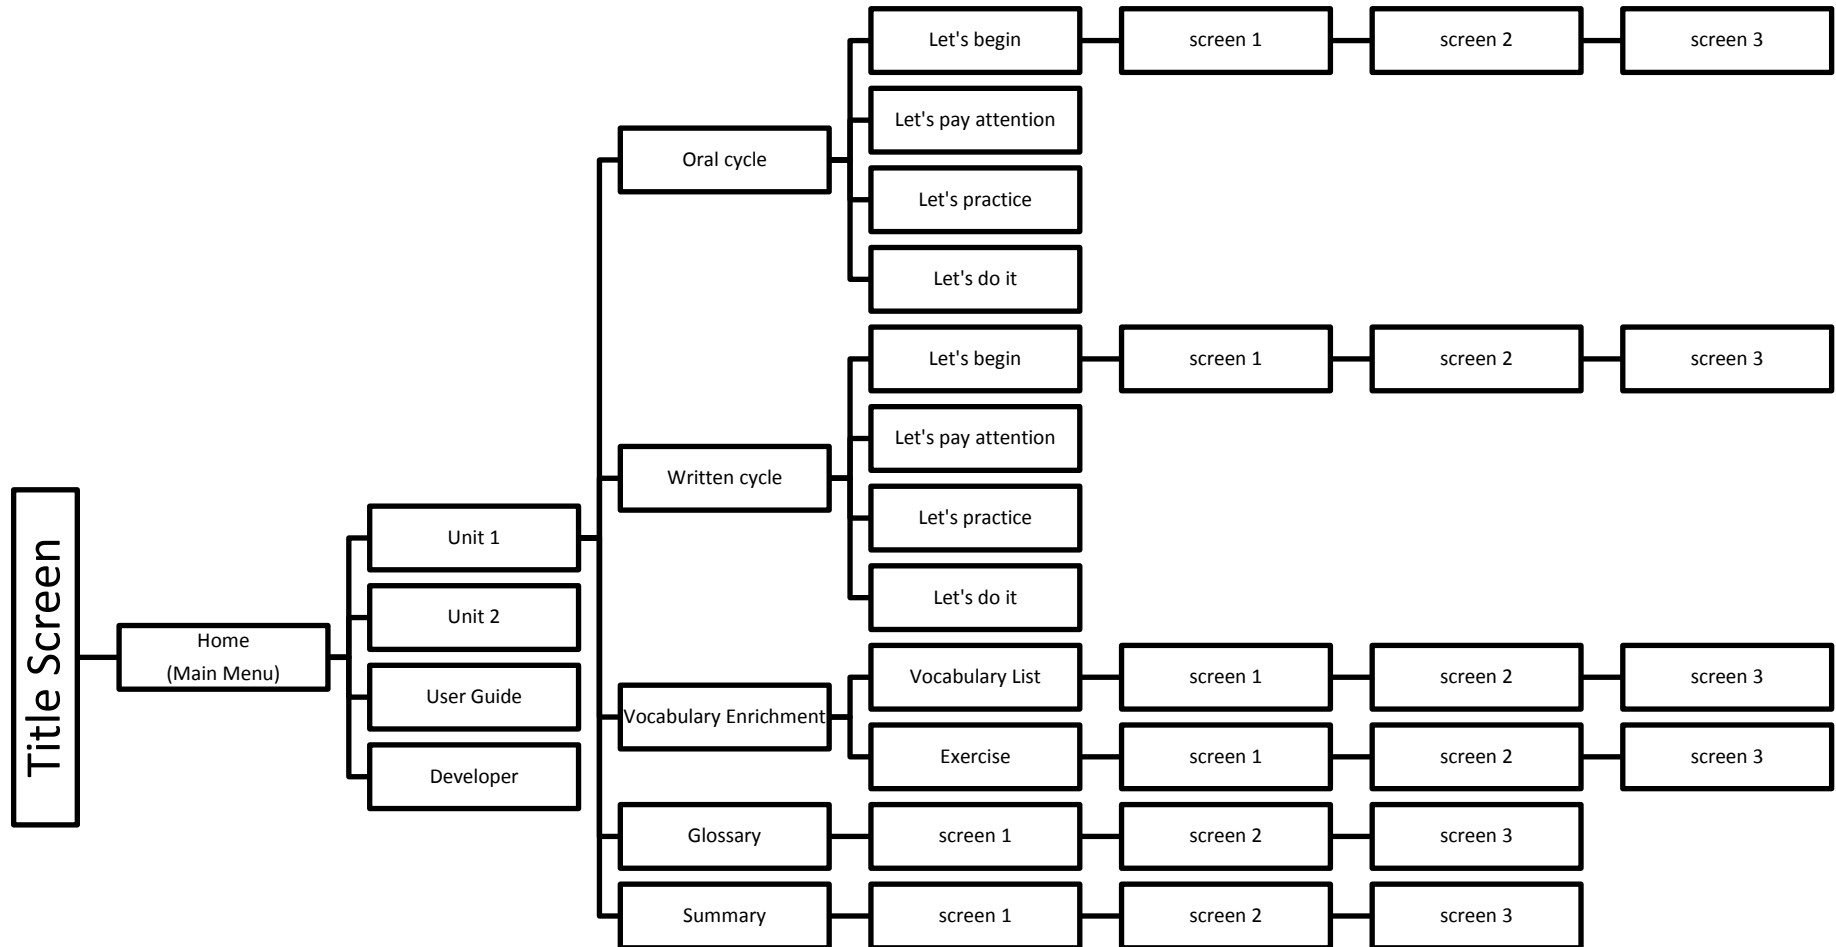 Title Screen
Home
(Main Menu)
Unit 1
Unit 2
User Guide
Developer
Oral cycle
Let's begin
screen 1
screen 2
screen 3
Let's pay attention
Let's practice
Let's do it
Written cycle
Let's begin
screen 1
screen 2
screen 3
Let's pay attention
Let's practice
Let's do it
Vocabulary Enrichment
Vocabulary List
screen 1
screen 2
screen 3
Exercise
screen 1
screen 2
screen 3
Glossary
screen 1
screen 2
screen 3
Summary
screen 1
screen 2
screen 3